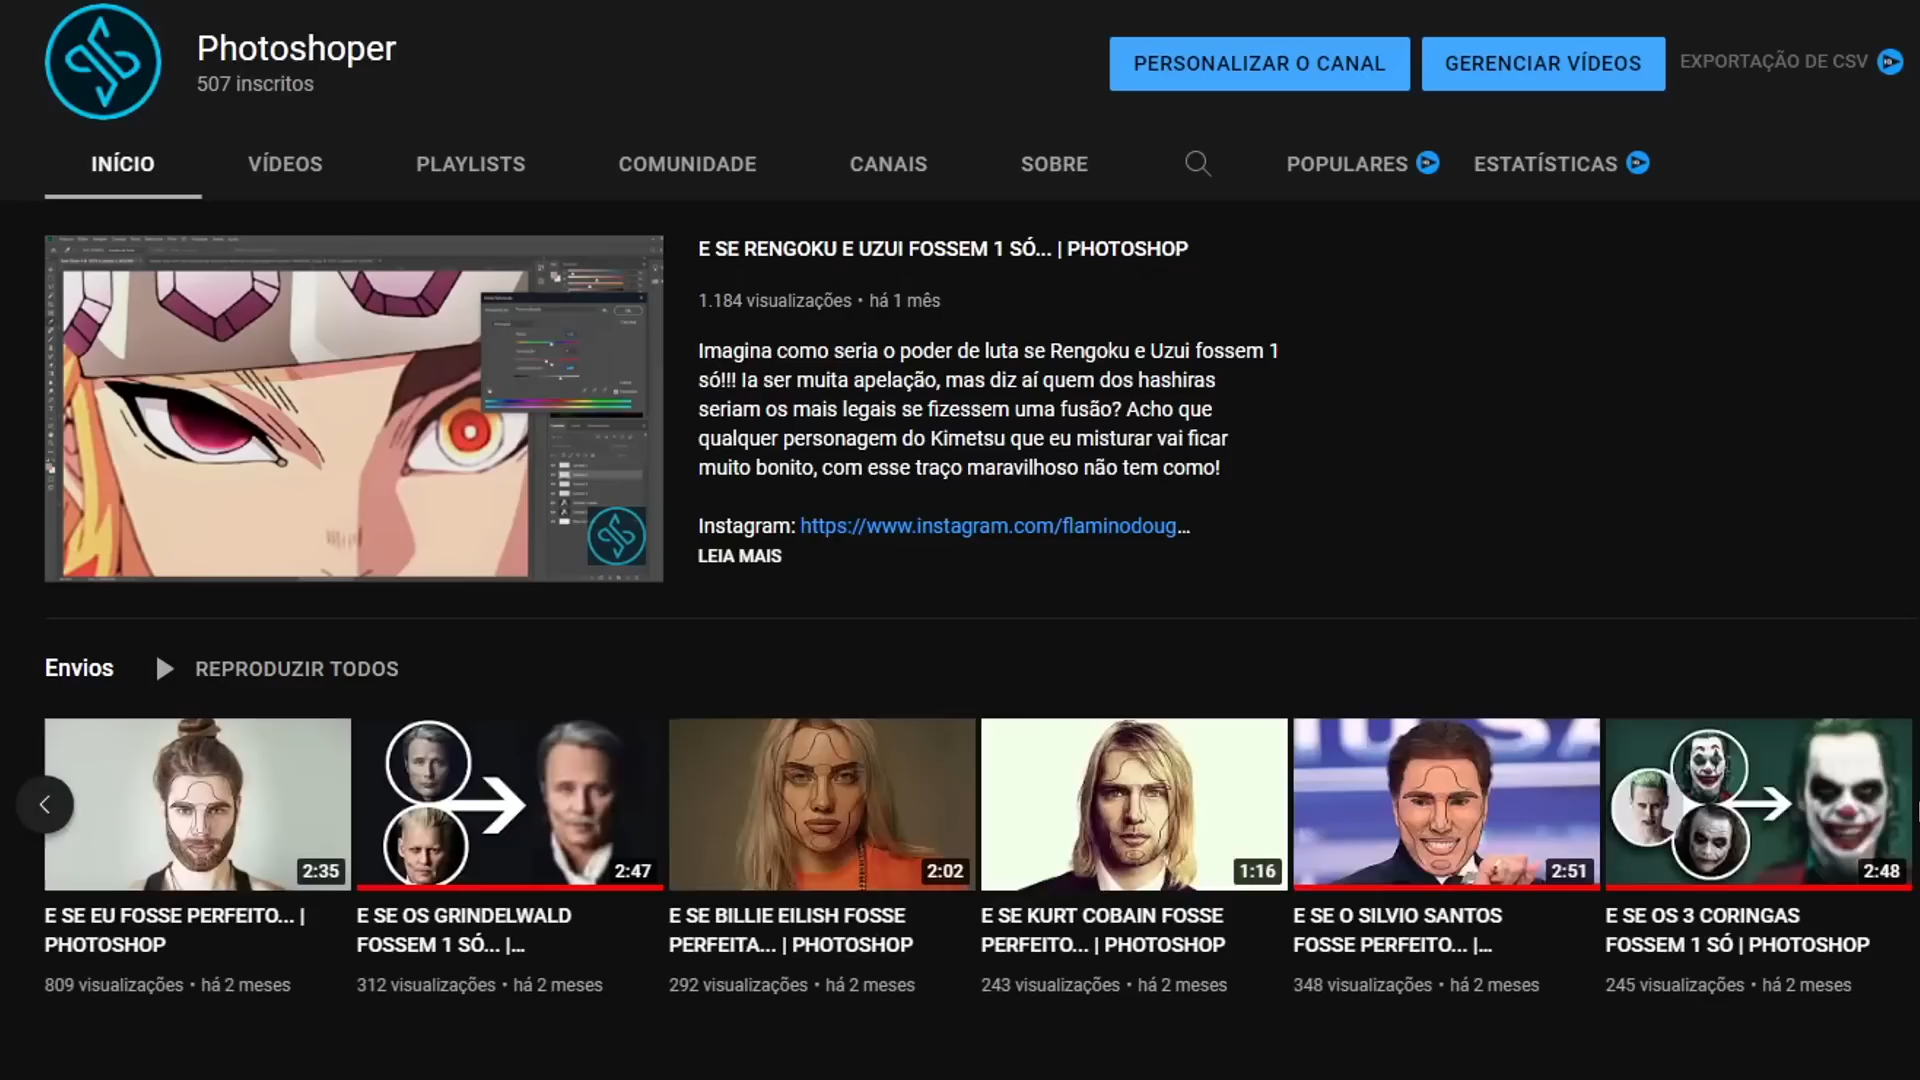 Photoshoper
507 inscritos
PERSONALIZAR O CANAL
GERENCIAR VÍDEOS
EXPORTAÇÃO DE CSV
INÍCIO
VÍDEOS
PLAYLISTS
COMUNIDADE
CANAIS
SOBRE
POPULARES
ESTATÍSTICAS
E SE RENGOKU E UZUI FOSSEM 1 SÓ... | PHOTOSHOP
1.184 visualizações • há 1 mês
Imagina como seria o poder de luta se Rengoku e Uzui fossem 1
só!!! Ia ser muita apelação, mas diz aí quem dos hashiras
seriam os mais legais se fizessem uma fusão? Acho que
qualquer personagem do Kimetsu que eu misturar vai ficar
muito bonito, com esse traço maravilhoso não tem como!
Instagram: https://www.instagram.com/flaminodoug...
LEIA MAIS
Envios
REPRODUZIR TODOS
2:35
2:47
2:02
1:16
2:51
2:48
E SE EU FOSSE PERFEITO... |
PHOTOSHOP
809 visualizações • há 2 meses
E SE OS GRINDELWALD
FOSSEM 1 SÓ... |...
312 visualizações • há 2 meses
E SE BILLIE EILISH FOSSE
PERFEITA... | PHOTOSHOP
292 visualizações • há 2 meses
E SE KURT COBAIN FOSSE
PERFEITO... | PHOTOSHOP
243 visualizações • há 2 meses
E SE O SILVIO SANTOS
FOSSE PERFEITO... |...
348 visualizações • há 2 meses
E SE OS 3 CORINGAS
FOSSEM 1 SÓ | PHOTOSHOP
245 visualizações • há 2 meses